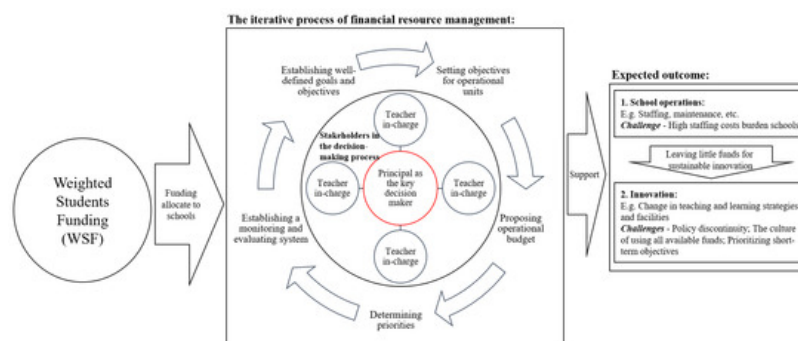 The iterative process of financial resource management:
Weighted
Students
Funding
(WSF)
Funding
allocate to
schools
Establishing well-
defined goals and
objectives
Setting objectives
for operational
units
Proposing
operational
budget
Determining
priorities
Establishing a
monitoring and
evaluating system
Stakeholders in
the decision-
making process
Teacher
in-charge
Teacher
in-charge
Principal as
the key
decision
maker
Teacher
in-charge
Teacher
in-charge
Support
Expected outcome:
1. School operations:
E.g. Staffing, maintenance, etc.
Challenge - High staffing costs burden schools
Leaving little funds for
sustainable innovation
2. Innovation:
E.g. Change in teaching and learning strategies
and facilities
Challenges - Policy discontinuity; The culture
of using all available funds; Prioritizing short-
term objectives